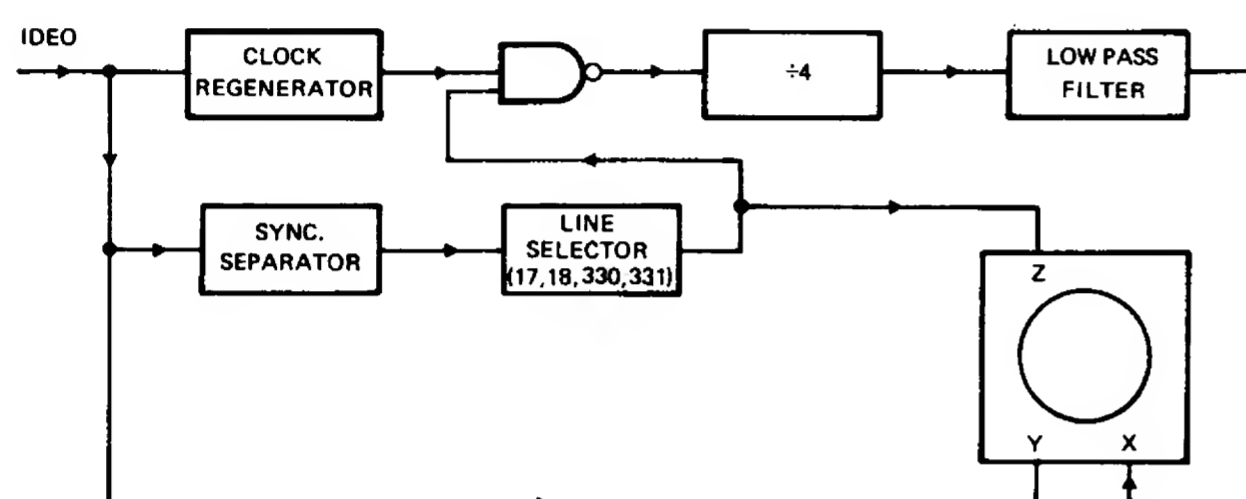 IDEO
CLOCK
REGENERATOR
÷4
LOW PASS
FILTER
SYNC.
SEPARATOR
LINE
SELECTOR
(17,18,330,331)
Z
Y
X